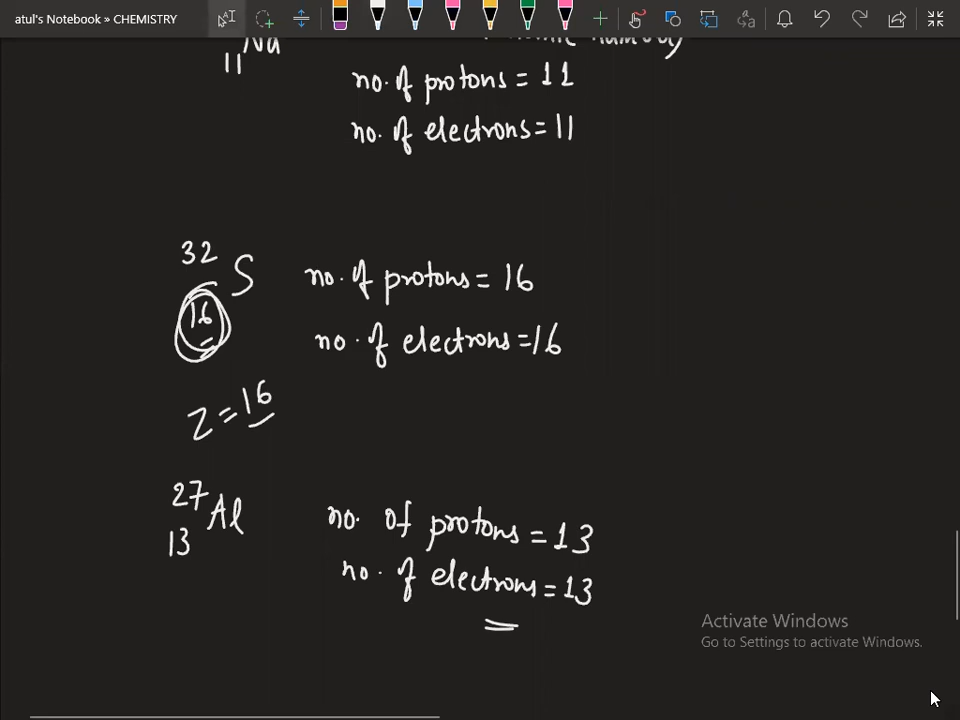 atul's Notebook » CHEMISTRY
11 Na
no. of protons = 11
no. of electrons = 11
32
S no. of protons = 16
16
no. of electrons = 16
Z = 16
27
Al no. of protons = 13
13
no. of electrons = 13
Activate Windows
Go to Settings to activate Windows.